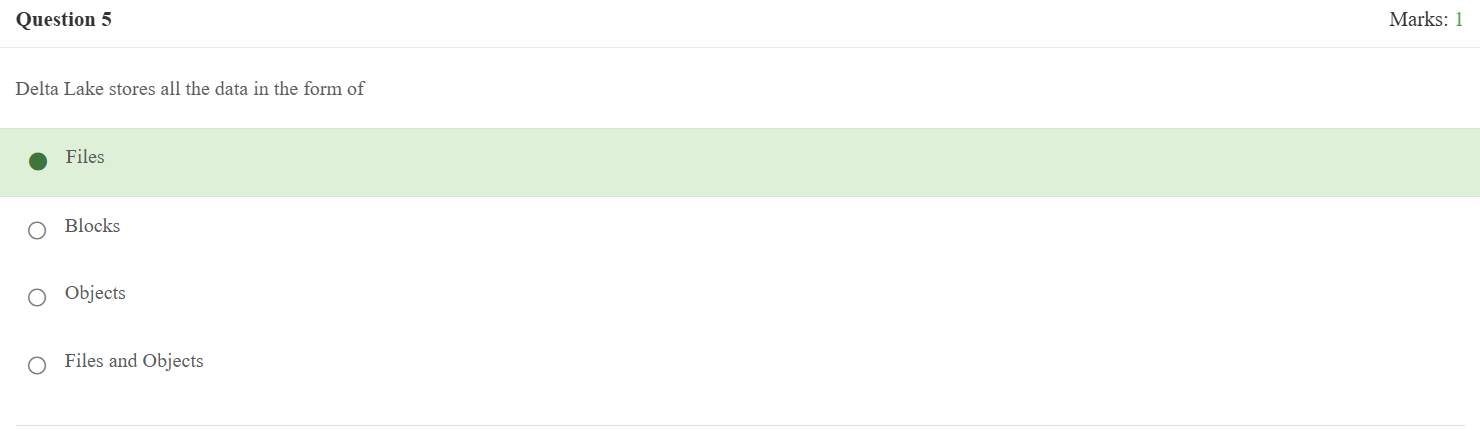 Question 5
Marks: 1
Delta Lake stores all the data in the form of
Files
Blocks
Objects
Files and Objects